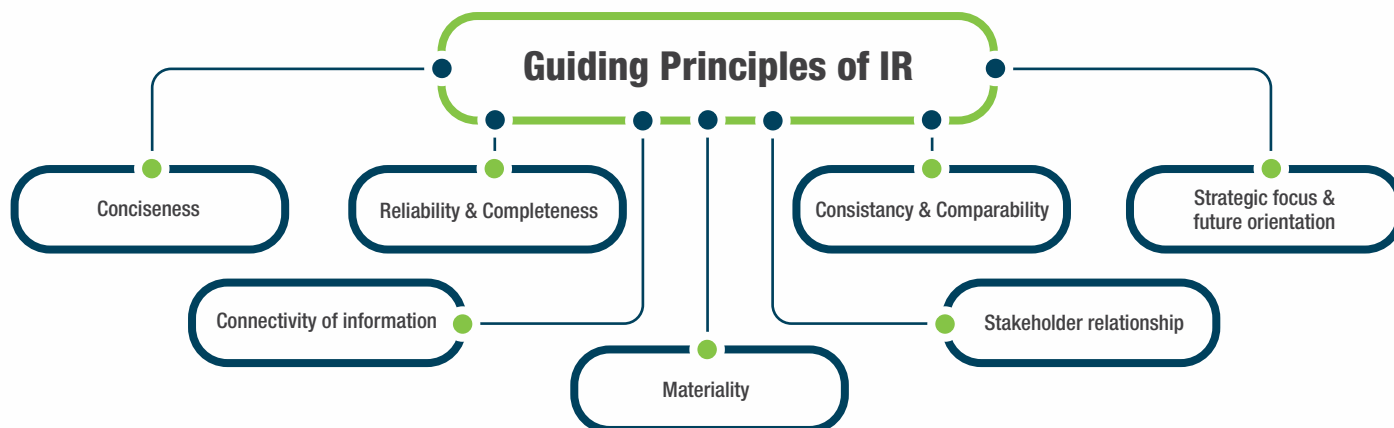 Guiding Principles of IR
Conciseness
Reliability & Completeness
Consistancy & Comparability
Strategic focus &
future orientation
Connectivity of information
Stakeholder relationship
Materiality